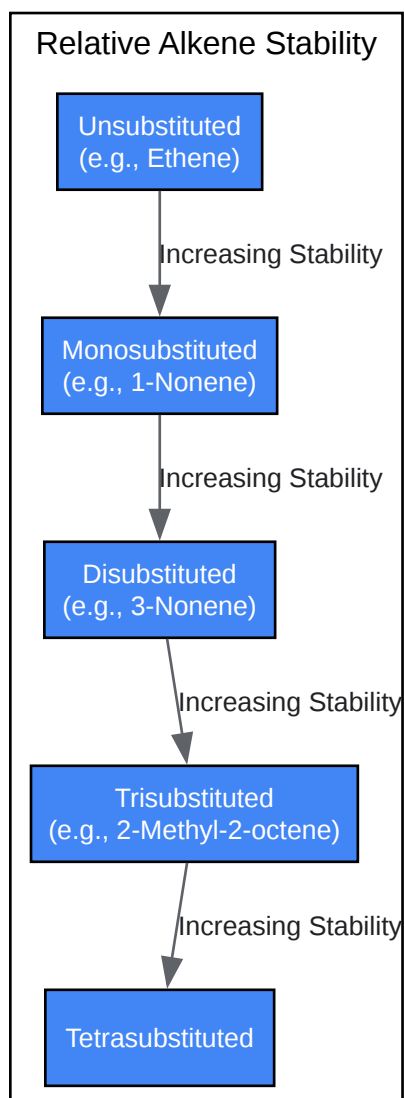 Relative Alkene Stability
Unsubstituted
(e.g., Ethene)
Increasing Stability
Monosubstituted
(e.g., 1-Nonene)
Increasing Stability
Disubstituted
(e.g., 3-Nonene)
Increasing Stability
Trisubstituted
(e.g., 2-Methyl-2-octene)
Increasing Stability
Tetrasubstituted